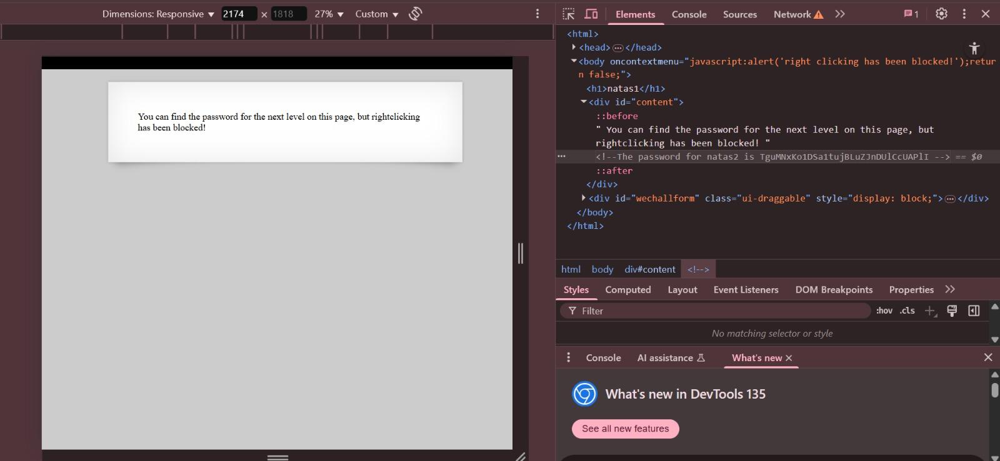 Dimensions: Responsive 2174 × 1818 27% Custom
Elements Console Sources Network 1
<html>
<head> </head>
<body oncontextmenu="javascript:alert('right clicking has been blocked!');retur
n false;">
<h1>natas1</h1>
<div id="content">
::before
" You can find the password for the next level on this page, but
rightclicking has been blocked! "
<!--The password for natas2 is TguMNxKo1DSa1tujBLuZJnDUlCcUAPlI --> == $0
::after
</div>
<div id="wechallform" class="ui-draggable" style="display: block;"> </div>
</body>
</html>
You can find the password for the next level on this page, but rightclicking
has been blocked!
html body div#content <!-->
Styles Computed Layout Event Listeners DOM Breakpoints Properties
Filter :hov .cls
No matching selector or style
Console AI assistance What's new
What's new in DevTools 135
See all new features